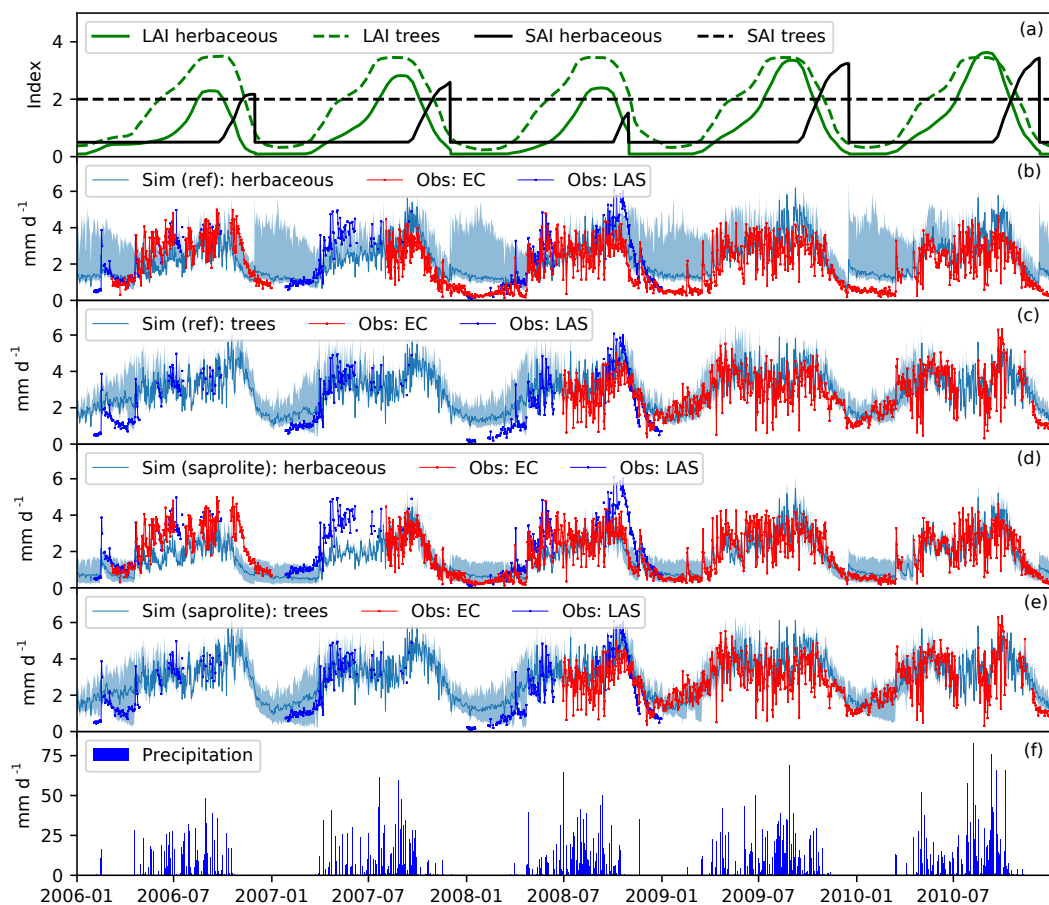 (a)
LAI herbaceous LAI trees SAI herbaceous SAI trees
4
2
0
Index
(b)
Sim (ref): herbaceous Obs: EC Obs: LAS
6
4
2
0
mm d⁻¹
(c)
Sim (ref): trees Obs: EC Obs: LAS
6
4
2
0
mm d⁻¹
(d)
Sim (saprolite): herbaceous Obs: EC Obs: LAS
6
4
2
0
mm d⁻¹
(e)
Sim (saprolite): trees Obs: EC Obs: LAS
6
4
2
0
mm d⁻¹
(f)
Precipitation
75
50
25
0
mm d⁻¹
2006-01 2006-07 2007-01 2007-07 2008-01 2008-07 2009-01 2009-07 2010-01 2010-07